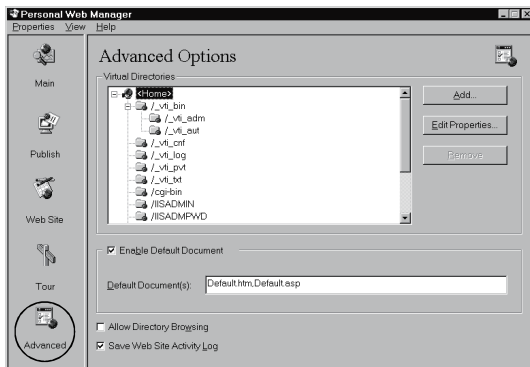 Personal Web Manager
Properties View Help
Main
Publish
Web Site
Tour
Advanced
Advanced Options
Virtual Directories
<Home>
/_vti_bin
/_vti_adm
/_vti_aut
/_vti_cnf
/_vti_log
/_vti_pvt
/_vti_txt
/cgi-bin
/IISADMIN
/IISADMPWD
Add...
Edit Properties...
Remove
Enable Default Document
Default Document(s): Default.htm,Default.asp
Allow Directory Browsing
Save Web Site Activity Log